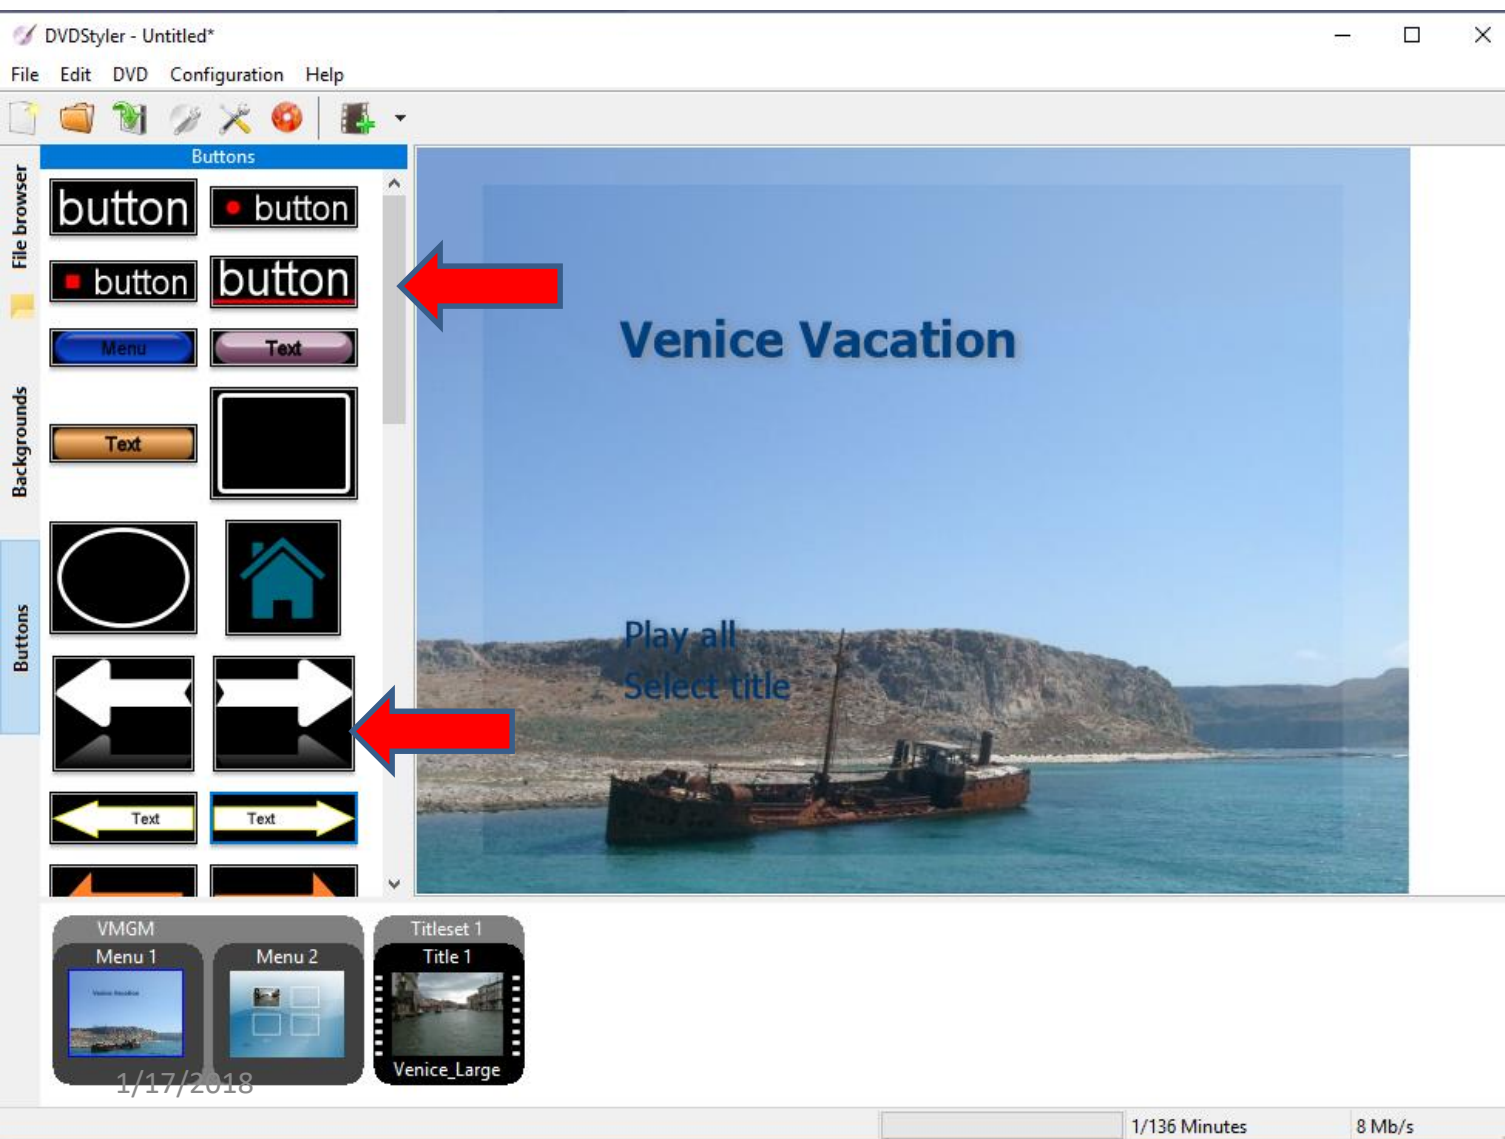 DVDStyler - Untitled*
File Edit DVD Configuration Help
File browser
Backgrounds
Buttons
Buttons
button
button
button
button
Menu
Text
Text
Text
Text
Venice Vacation
Play all
Select title
VMGM
Menu 1
Menu 2
Titleset 1
Title 1
Venice Vacation
Venice_Large
1/17/2018
1/136 Minutes
8 Mb/s